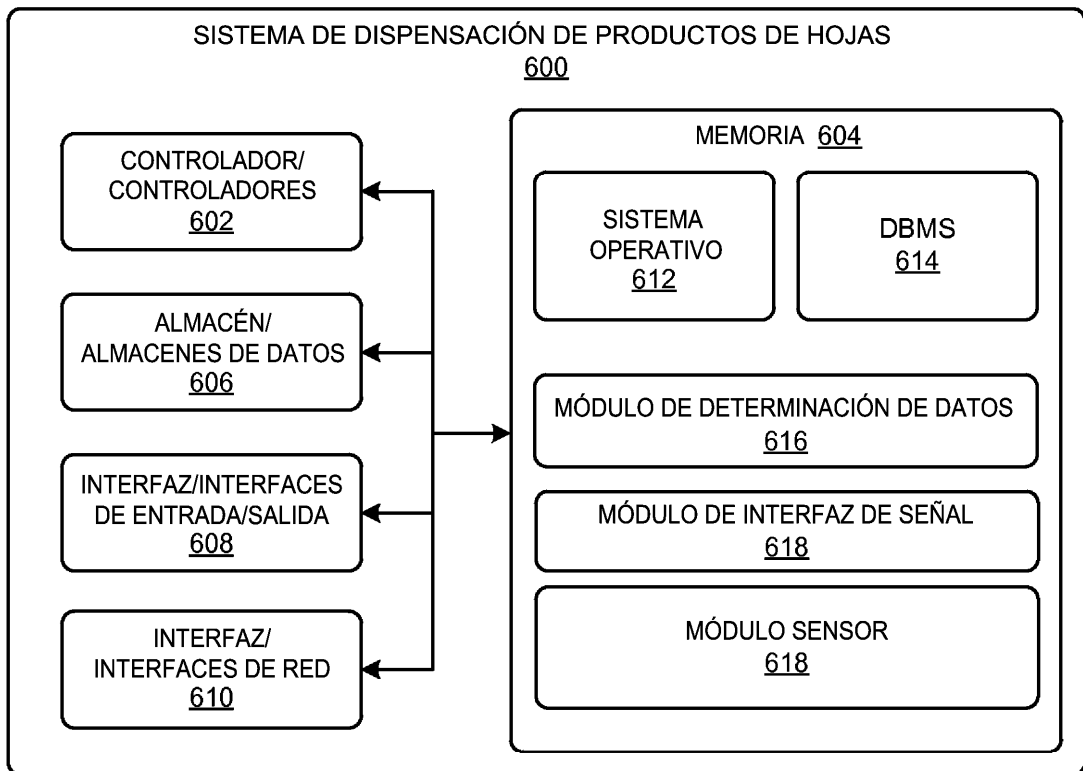 SISTEMA DE DISPENSACIÓN DE PRODUCTOS DE HOJAS
600
CONTROLADOR/
CONTROLADORES
602
ALMACÉN/
ALMACENES DE DATOS
606
INTERFAZ/INTERFACES
DE ENTRADA/SALIDA
608
INTERFAZ/
INTERFACES DE RED
610
MEMORIA 604
SISTEMA
OPERATIVO
612
DBMS
614
MÓDULO DE DETERMINACIÓN DE DATOS
616
MÓDULO DE INTERFAZ DE SEÑAL
618
MÓDULO SENSOR
618